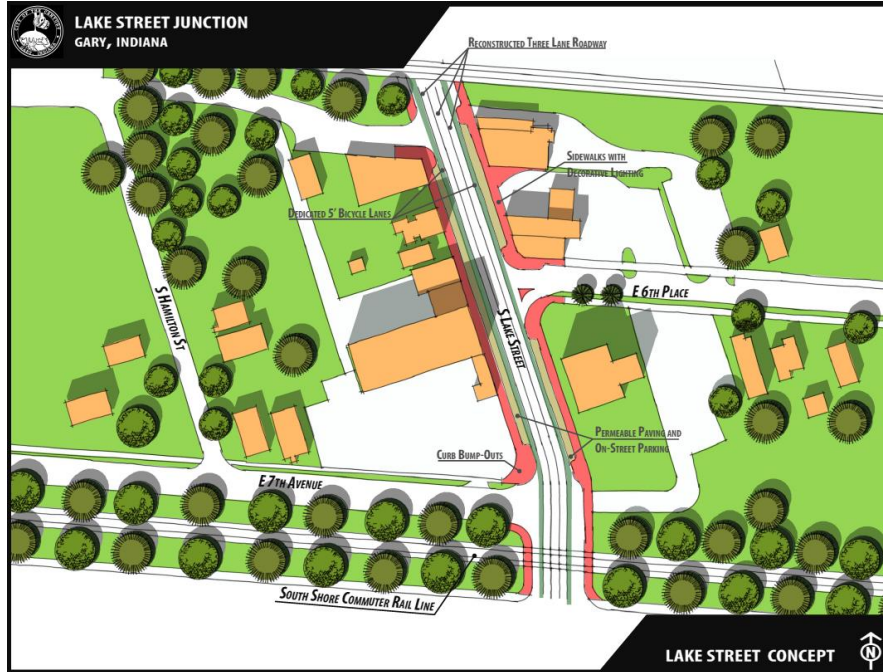 LAKE STREET JUNCTION
GARY, INDIANA
RECONSTRUCTED THREE LANE ROADWAY
SIDEWALKS WITH
DECORATIVE LIGHTING
DEDICATED 5' BICYCLE LANES
E 6TH PLACE
S HAMILTON ST
S LAKE STREET
PERMEABLE PAVING AND
ON-STREET PARKING
CURB BUMP-OUTS
E 7TH AVENUE
SOUTH SHORE COMMUTER RAIL LINE
LAKE STREET CONCEPT
N